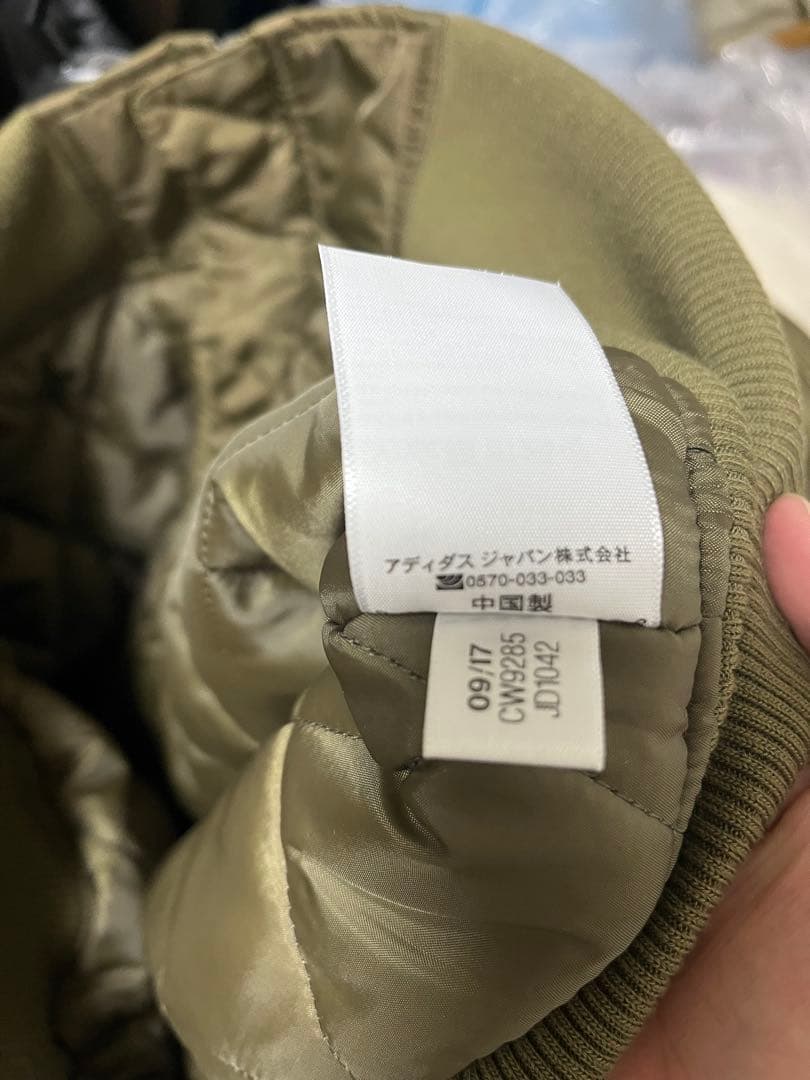 アディダス ジャパン株式会社
0570-033-033
中国製
09/17
CW9285
JD1042